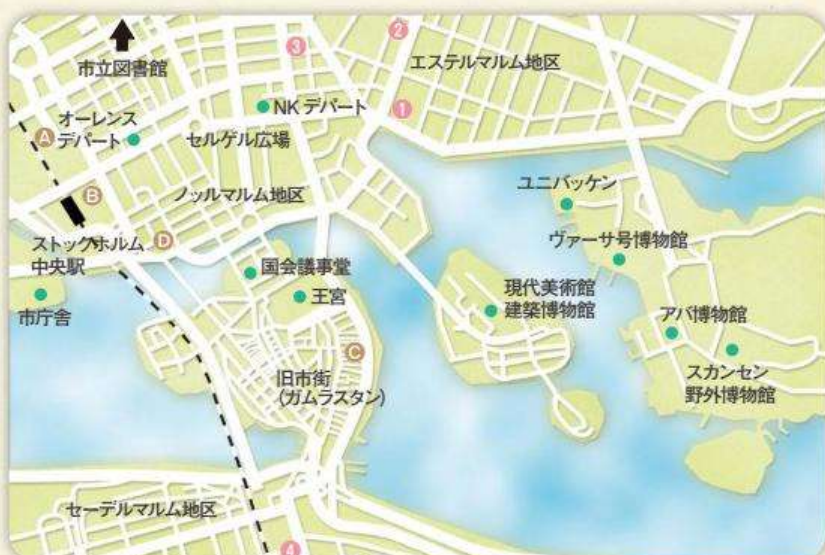 市立図書館
3
2
エステルマルム地区
オーレンス
デパート
A
NK デパート
1
セルゲル広場
B
ノッルマルム地区
ユニバッケン
D
ストックホルム
中央駅
ヴァーサ号博物館
国会議事堂
市庁舎
王宮
現代美術館
建築博物館
アバ博物館
C
スカンセン
野外博物館
旧市街
(ガムラスタン)
セーデルマルム地区
4